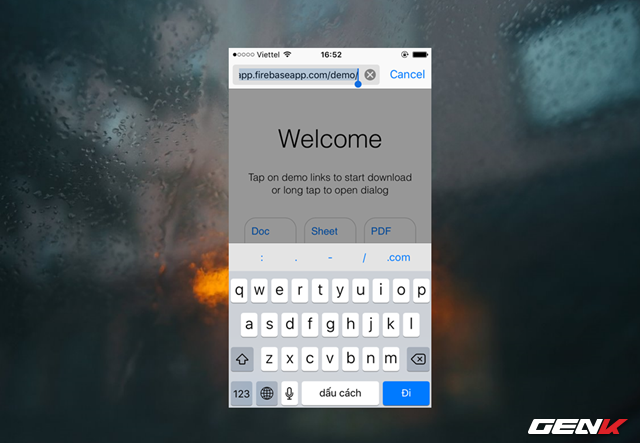 Viettel 16:52
app.firebaseapp.com/demo/ Cancel
Welcome
Tap on demo links to start download
or long tap to open dialog
Doc Sheet PDF
: . - / .com
q w e r t y u i o p
a s d f g h j k l
z x c v b n m
123 dấu cách Đi
GENK